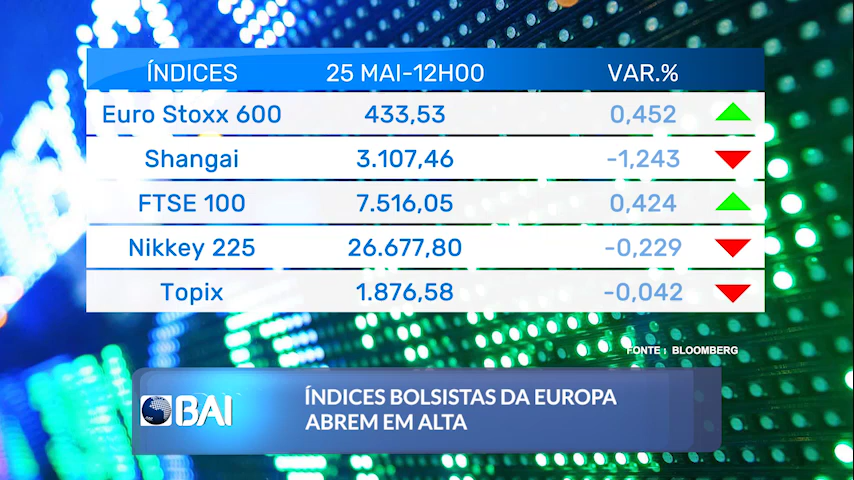 ÍNDICES 25 MAI-12H00 VAR.%
Euro Stoxx 600 433,53 0,452
Shangai 3.107,46 -1,243
FTSE 100 7.516,05 0,424
Nikkey 225 26.677,80 -0,229
Topix 1.876,58 -0,042
FONTE : BLOOMBERG
BAI
ÍNDICES BOLSISTAS DA EUROPA
ABREM EM ALTA